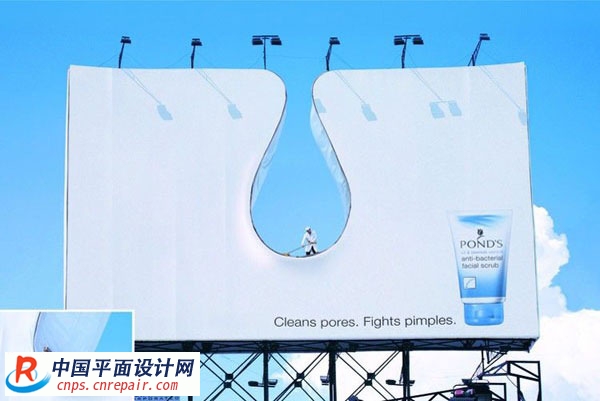 POND'S
anti-bacterial
facial scrub
Cleans pores. Fights pimples.
R
中国平面设计网
cnps.cnrepair.com